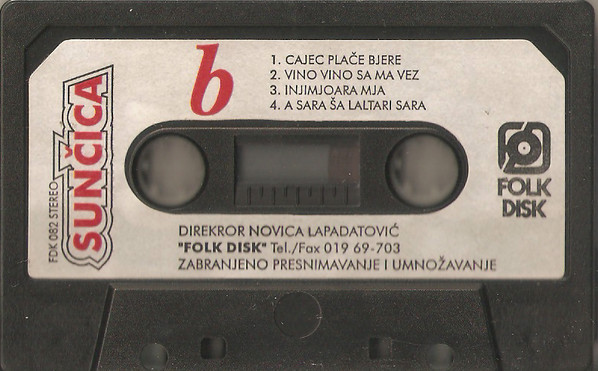 b
1. CAJEC PLAČE BJERE
2. VINO VINO SA MA VEZ
3. INJIMJOARA MJA
4. A SARA ŠA LALTARI SARA
FDK 082 STEREO
SUNČICA
FOLK
DISK
DIREKROR NOVICA LAPADATOVIĆ
"FOLK DISK" Tel./Fax 019 69-703
ZABRANJENO PRESNIMAVANJE I UMNOŽAVANJE